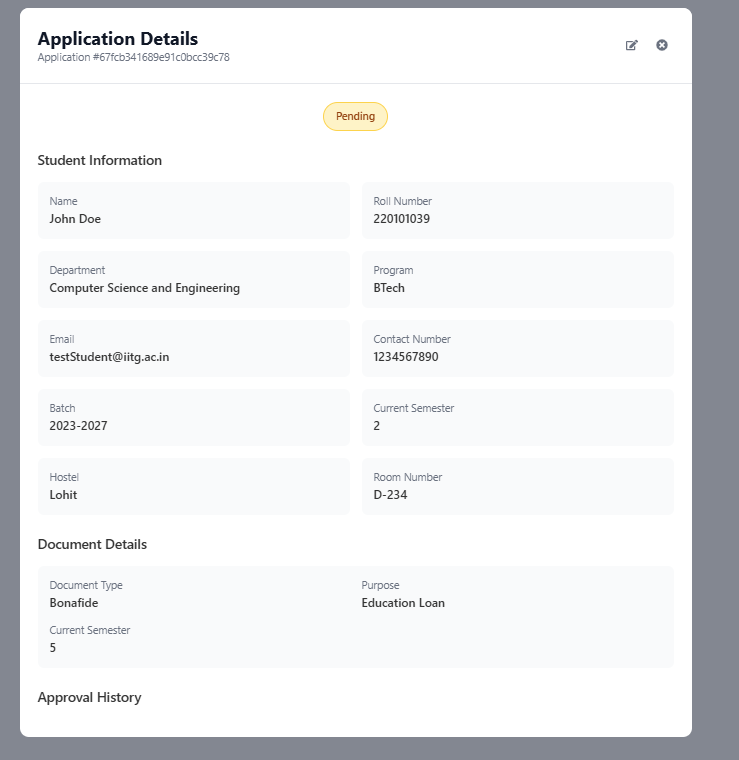 Application Details
Application #67fcb341689e91c0bcc39c78
Pending
Student Information
Name
John Doe
Roll Number
220101039
Department
Computer Science and Engineering
Program
BTech
Email
testStudent@iitg.ac.in
Contact Number
1234567890
Batch
2023-2027
Current Semester
2
Hostel
Lohit
Room Number
D-234
Document Details
Document Type
Bonafide
Purpose
Education Loan
Current Semester
5
Approval History